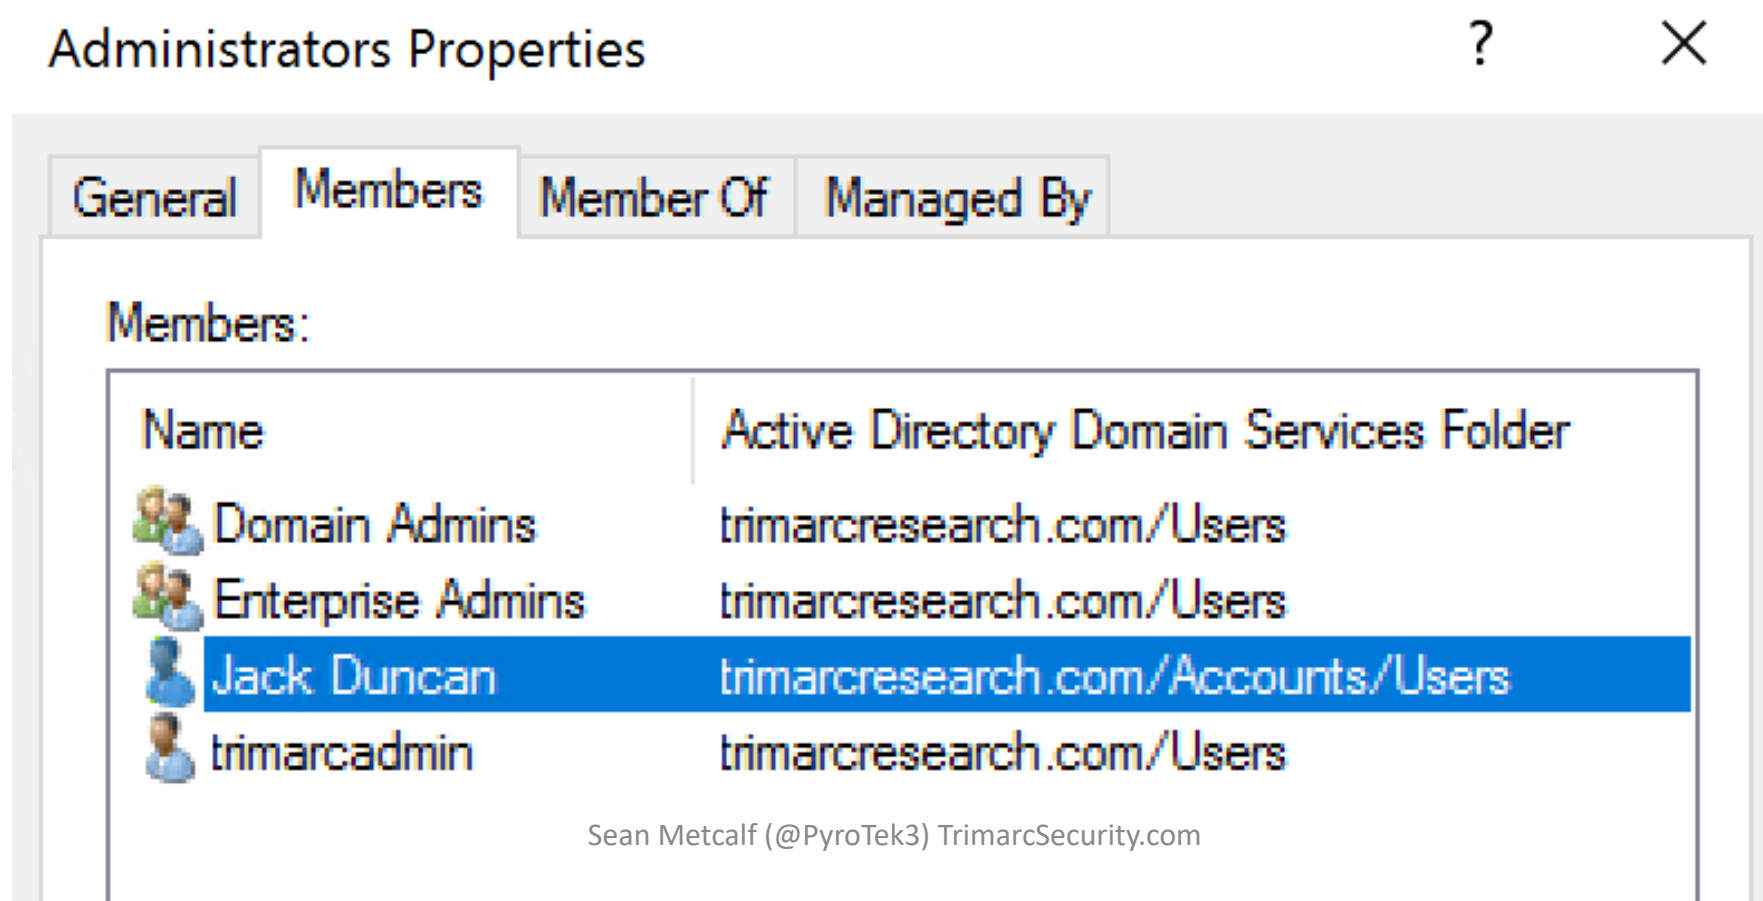 Administrators Properties ?
General Members Member Of Managed By
Members:
Name Active Directory Domain Services Folder
Domain Admins trimarcresearch.com/Users
Enterprise Admins trimarcresearch.com/Users
Jack Duncan trimarcresearch.com/Accounts/Users
trimarcadmin trimarcresearch.com/Users
Sean Metcalf (@PyroTek3) TrimarcSecurity.com